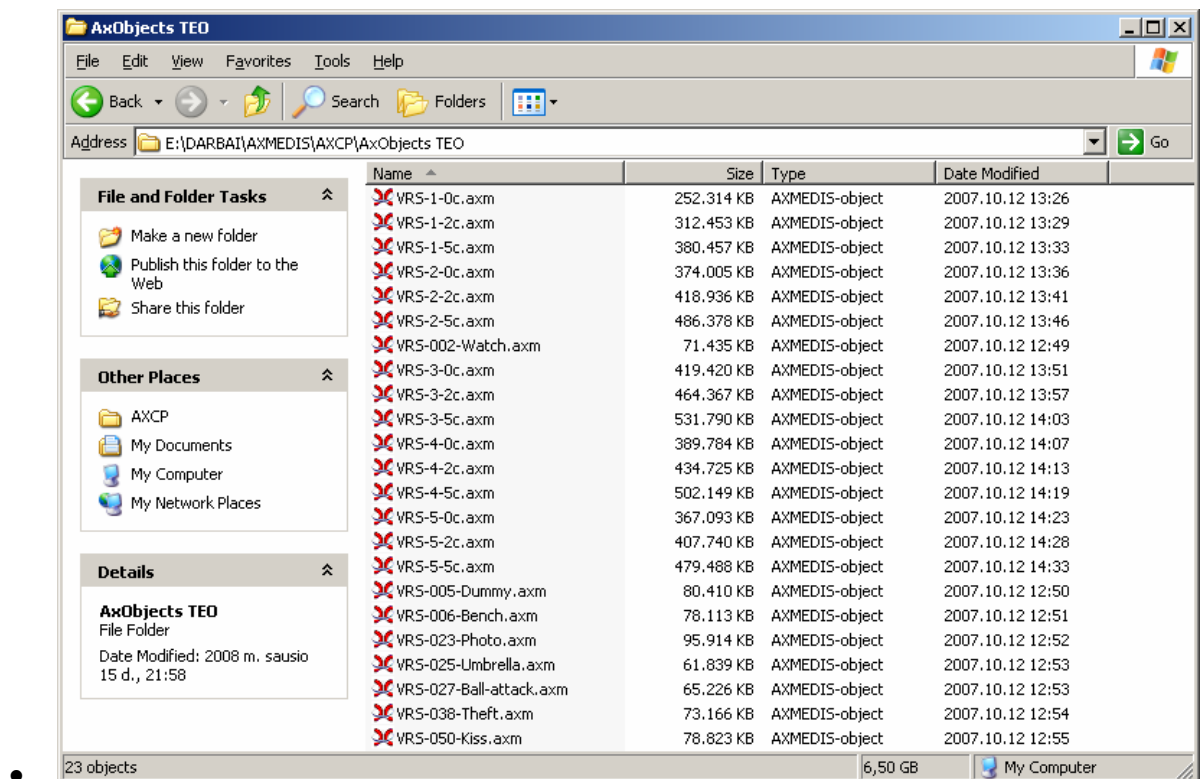 AxObjects TEO
File Edit View Favorites Tools Help
Back Search Folders
Address E:\DARBAI\AXMEDIS\AXCP\AxObjects TEO Go
File and Folder Tasks
Make a new folder
Publish this folder to the
Web
Share this folder
Other Places
AXCP
My Documents
My Computer
My Network Places
Details
AxObjects TEO
File Folder
Date Modified: 2008 m. sausio
15 d., 21:58
Name Size Type Date Modified
VRS-1-0c.axm 252.314 KB AXMEDIS-object 2007.10.12 13:26
VRS-1-2c.axm 312.453 KB AXMEDIS-object 2007.10.12 13:29
VRS-1-5c.axm 380.457 KB AXMEDIS-object 2007.10.12 13:33
VRS-2-0c.axm 374.005 KB AXMEDIS-object 2007.10.12 13:36
VRS-2-2c.axm 418.936 KB AXMEDIS-object 2007.10.12 13:41
VRS-2-5c.axm 486.378 KB AXMEDIS-object 2007.10.12 13:46
VRS-002-Watch.axm 71.435 KB AXMEDIS-object 2007.10.12 12:49
VRS-3-0c.axm 419.420 KB AXMEDIS-object 2007.10.12 13:51
VRS-3-2c.axm 464.367 KB AXMEDIS-object 2007.10.12 13:57
VRS-3-5c.axm 531.790 KB AXMEDIS-object 2007.10.12 14:03
VRS-4-0c.axm 389.784 KB AXMEDIS-object 2007.10.12 14:07
VRS-4-2c.axm 434.725 KB AXMEDIS-object 2007.10.12 14:13
VRS-4-5c.axm 502.149 KB AXMEDIS-object 2007.10.12 14:19
VRS-5-0c.axm 367.093 KB AXMEDIS-object 2007.10.12 14:23
VRS-5-2c.axm 407.740 KB AXMEDIS-object 2007.10.12 14:28
VRS-5-5c.axm 479.488 KB AXMEDIS-object 2007.10.12 14:33
VRS-005-Dummy.axm 80.410 KB AXMEDIS-object 2007.10.12 12:50
VRS-006-Bench.axm 78.113 KB AXMEDIS-object 2007.10.12 12:51
VRS-023-Photo.axm 95.914 KB AXMEDIS-object 2007.10.12 12:52
VRS-025-Umbrella.axm 61.839 KB AXMEDIS-object 2007.10.12 12:53
VRS-027-Ball-attack.axm 65.226 KB AXMEDIS-object 2007.10.12 12:53
VRS-038-Theft.axm 73.166 KB AXMEDIS-object 2007.10.12 12:54
VRS-050-Kiss.axm 78.823 KB AXMEDIS-object 2007.10.12 12:55
23 objects 6,50 GB My Computer